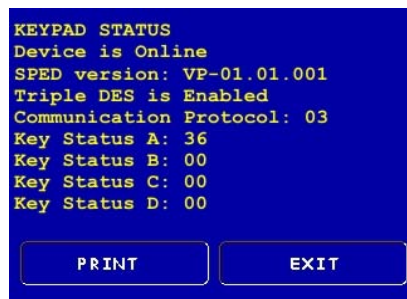 KEYPAD STATUS
Device is Online
SPED version: VP-01.01.001
Triple DES is Enabled
Communication Protocol: 03
Key Status A: 36
Key Status B: 00
Key Status C: 00
Key Status D: 00
PRINT EXIT